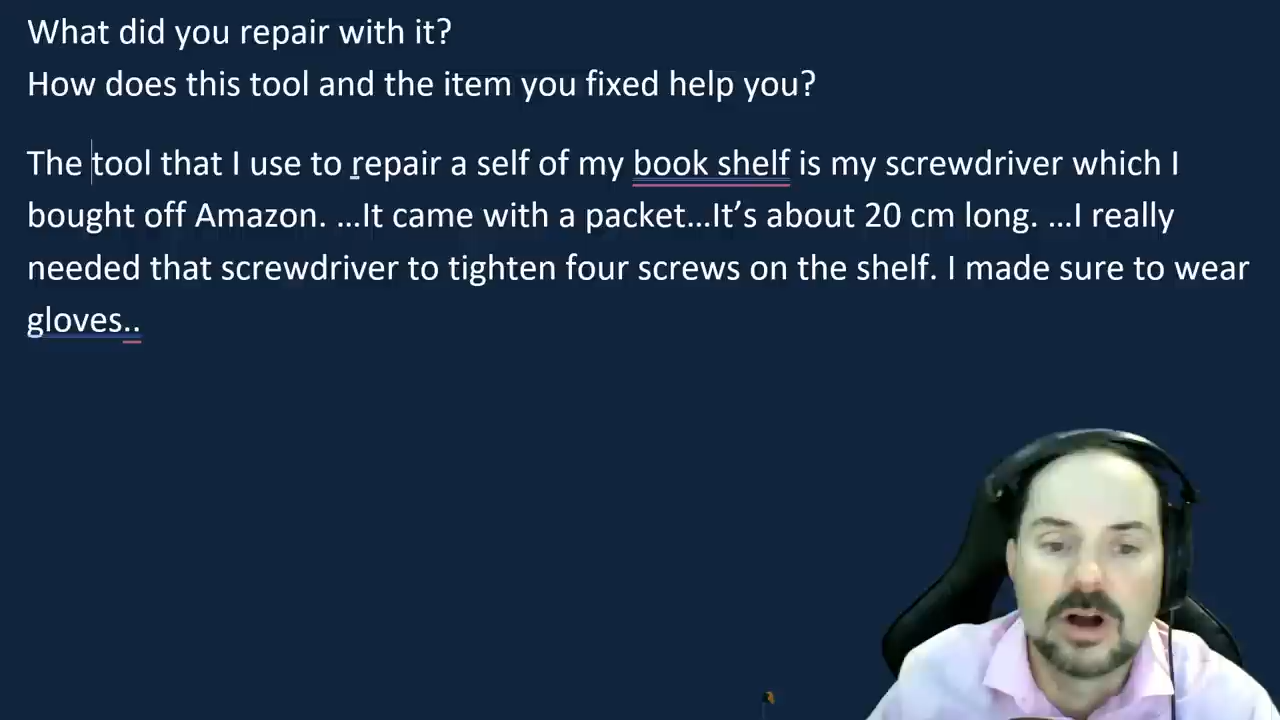 What did you repair with it?
How does this tool and the item you fixed help you?
The tool that I use to repair a self of my book shelf is my screwdriver which I
bought off Amazon. …It came with a packet…It’s about 20 cm long. …I really
needed that screwdriver to tighten four screws on the shelf. I made sure to wear
gloves..